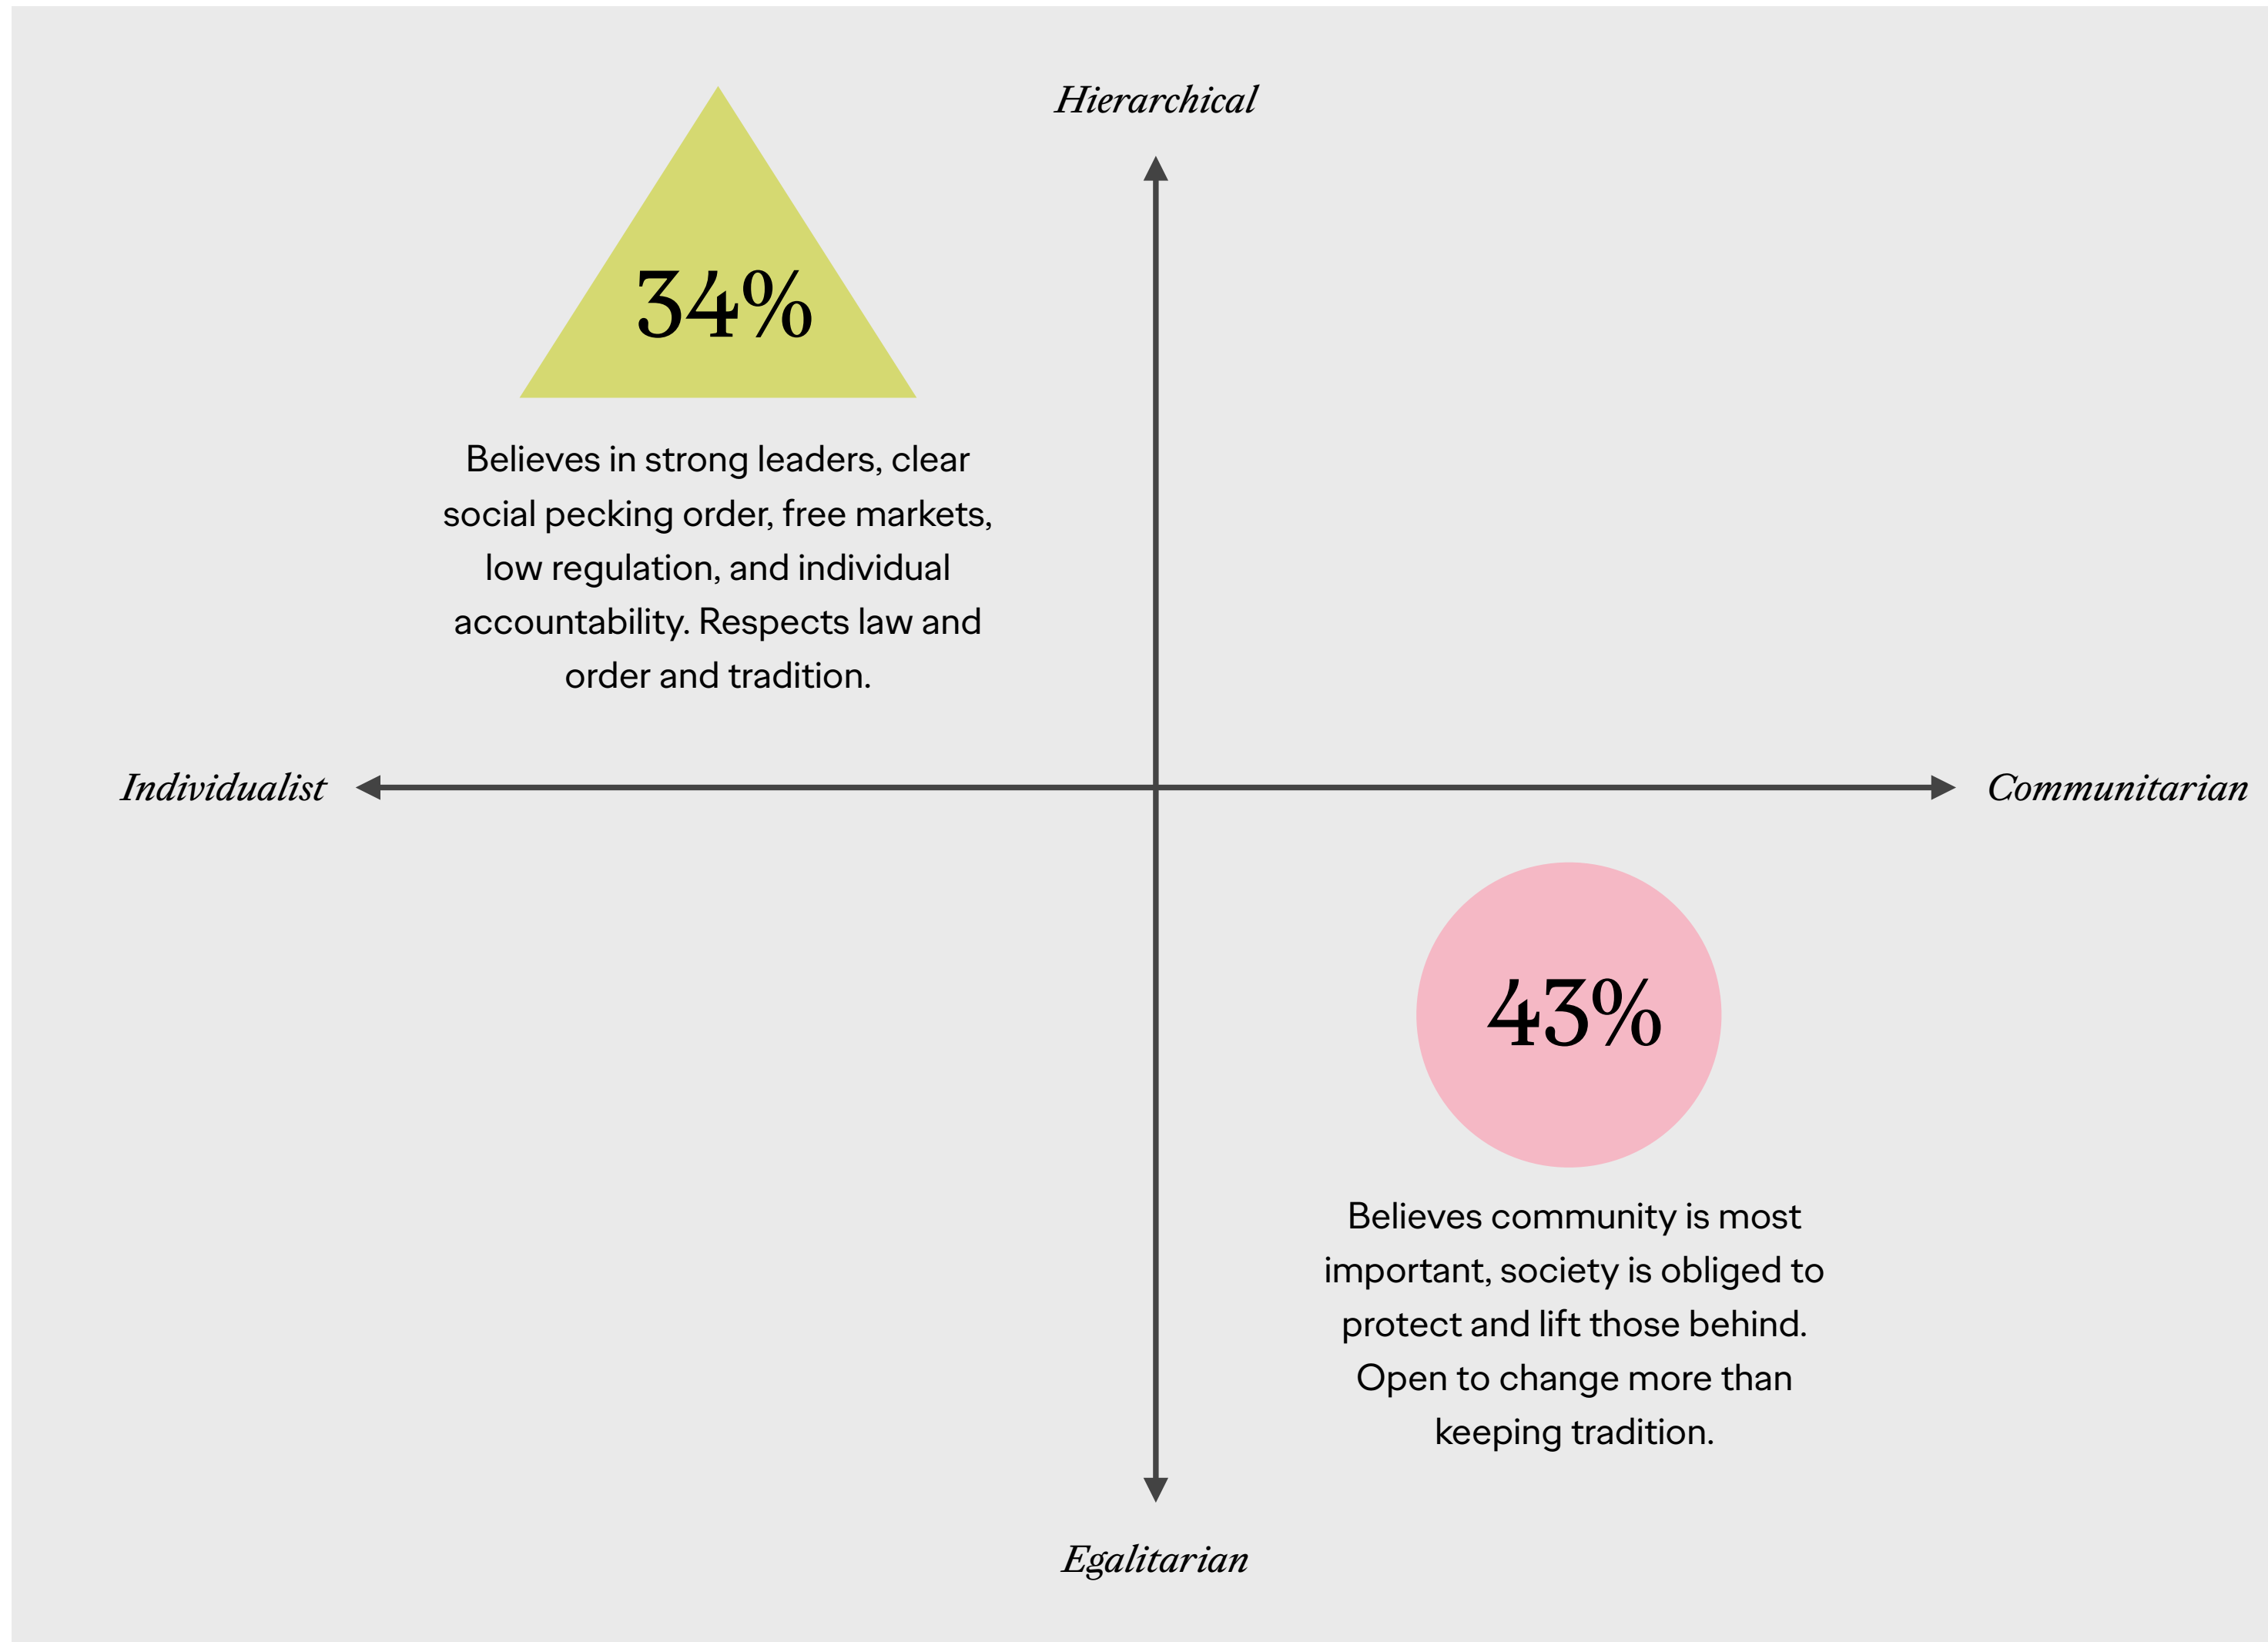 Hierarchical
34%
Believes in strong leaders, clear
social pecking order, free markets,
low regulation, and individual
accountability. Respects law and
order and tradition.
Individualist
Communitarian
43%
Believes community is most
important, society is obliged to
protect and lift those behind.
Open to change more than
keeping tradition.
Egalitarian